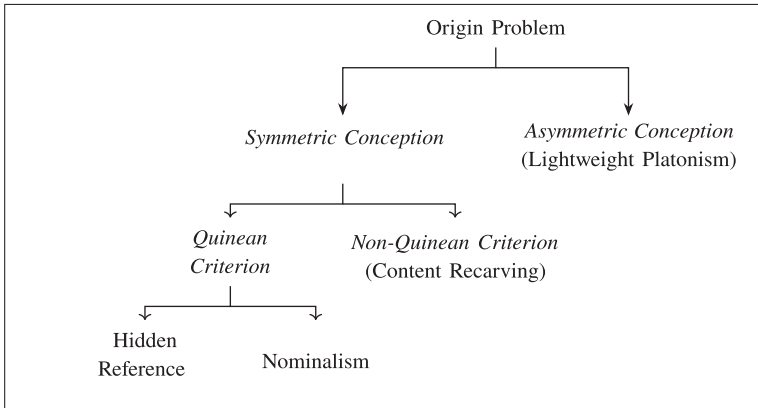 Origin Problem
Symmetric Conception
Asymmetric Conception
(Lightweight Platonism)
Quinean
Criterion
Non-Quinean Criterion
(Content Recarving)
Hidden
Reference
Nominalism